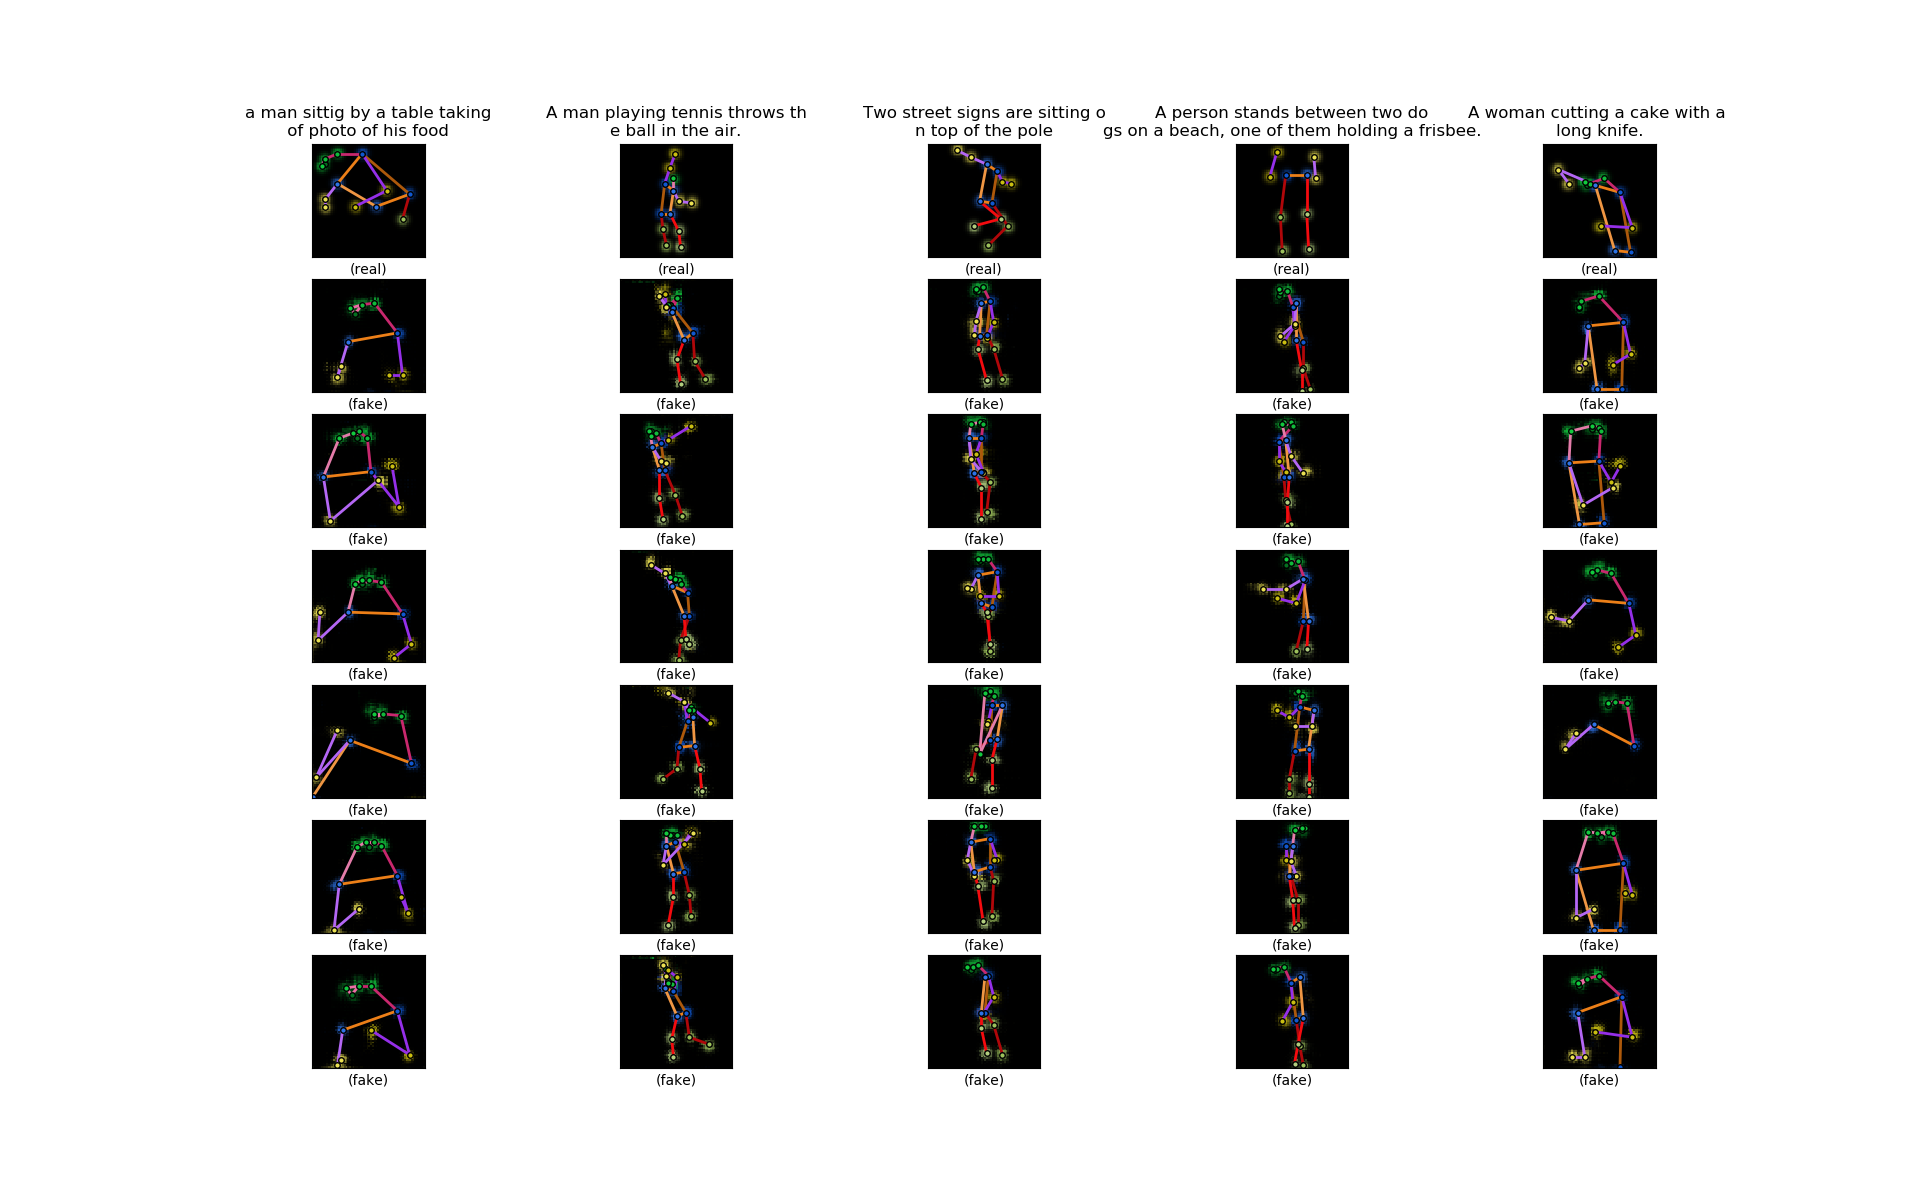 a man sittig by a table taking
of photo of his food
A man playing tennis throws th
e ball in the air.
Two street signs are sitting o
n top of the pole
A person stands between two do
gs on a beach, one of them holding a frisbee.
A woman cutting a cake with a
long knife.
(real) (real) (real) (real) (real)
(fake) (fake) (fake) (fake) (fake)
(fake) (fake) (fake) (fake) (fake)
(fake) (fake) (fake) (fake) (fake)
(fake) (fake) (fake) (fake) (fake)
(fake) (fake) (fake) (fake) (fake)
(fake) (fake) (fake) (fake) (fake)